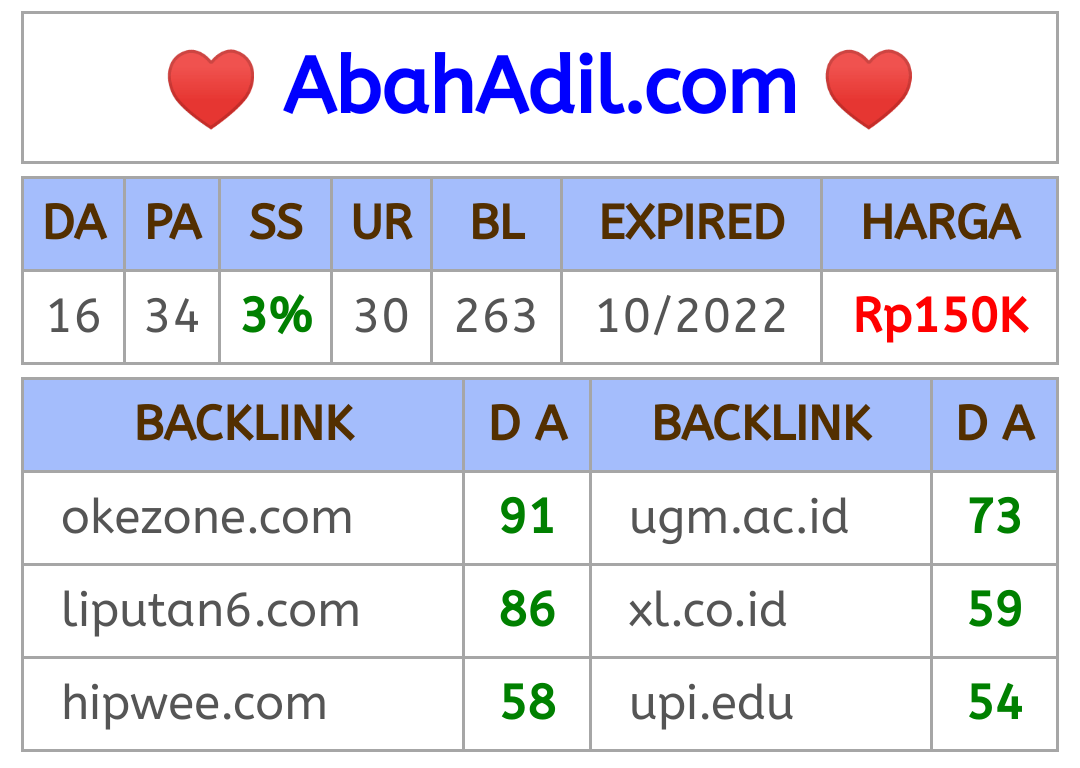 AbahAdil.com
DA PA SS UR BL EXPIRED HARGA
16 34 3% 30 263 10/2022 Rp150K
BACKLINK D A BACKLINK D A
okezone.com 91 ugm.ac.id 73
liputan6.com 86 xl.co.id 59
hipwee.com 58 upi.edu 54